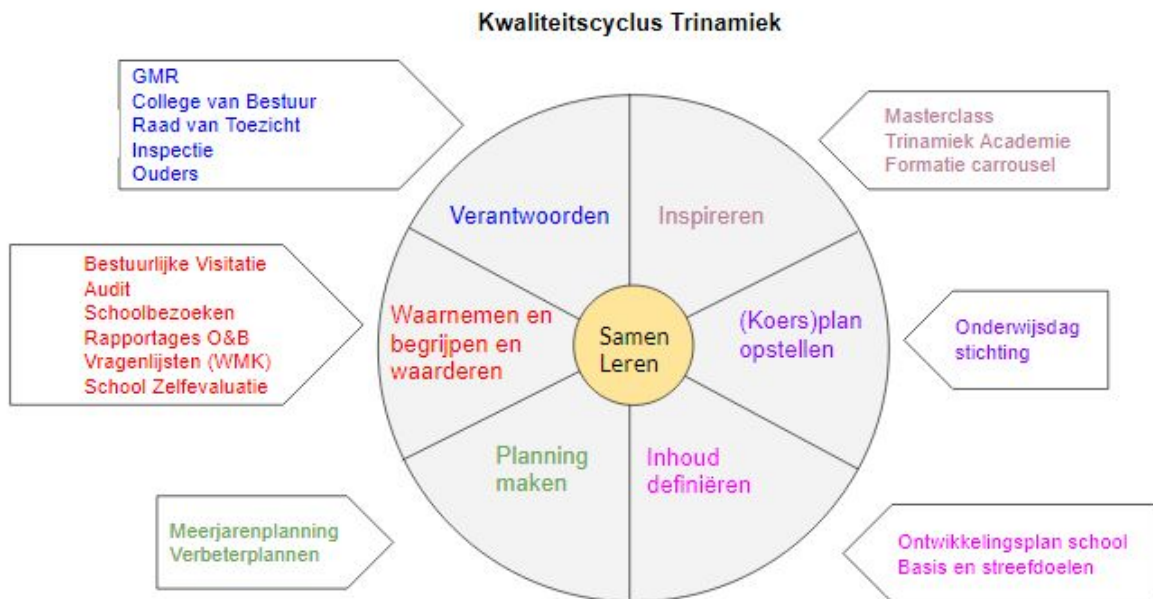 Kwaliteitscyclus Trinamiek
GMR
College van Bestuur
Raad van Toezicht
Inspectie
Ouders
Masterclass
Trinamiek Academie
Formatie carrousel
Verantwoorden
Inspireren
Bestuurlijke Visitatie
Audit
Schoolbezoeken
Rapportages O&B
Vragenlijsten (WMK)
School Zelfevaluatie
Waarnemen en
begrijpen en
waarderen
Samen
Leren
(Koers)plan
opstellen
Onderwijsdag
stichting
Planning
maken
Inhoud
definiëren
Meerjarenplanning
Verbeterplannen
Ontwikkelingsplan school
Basis en streefdoelen